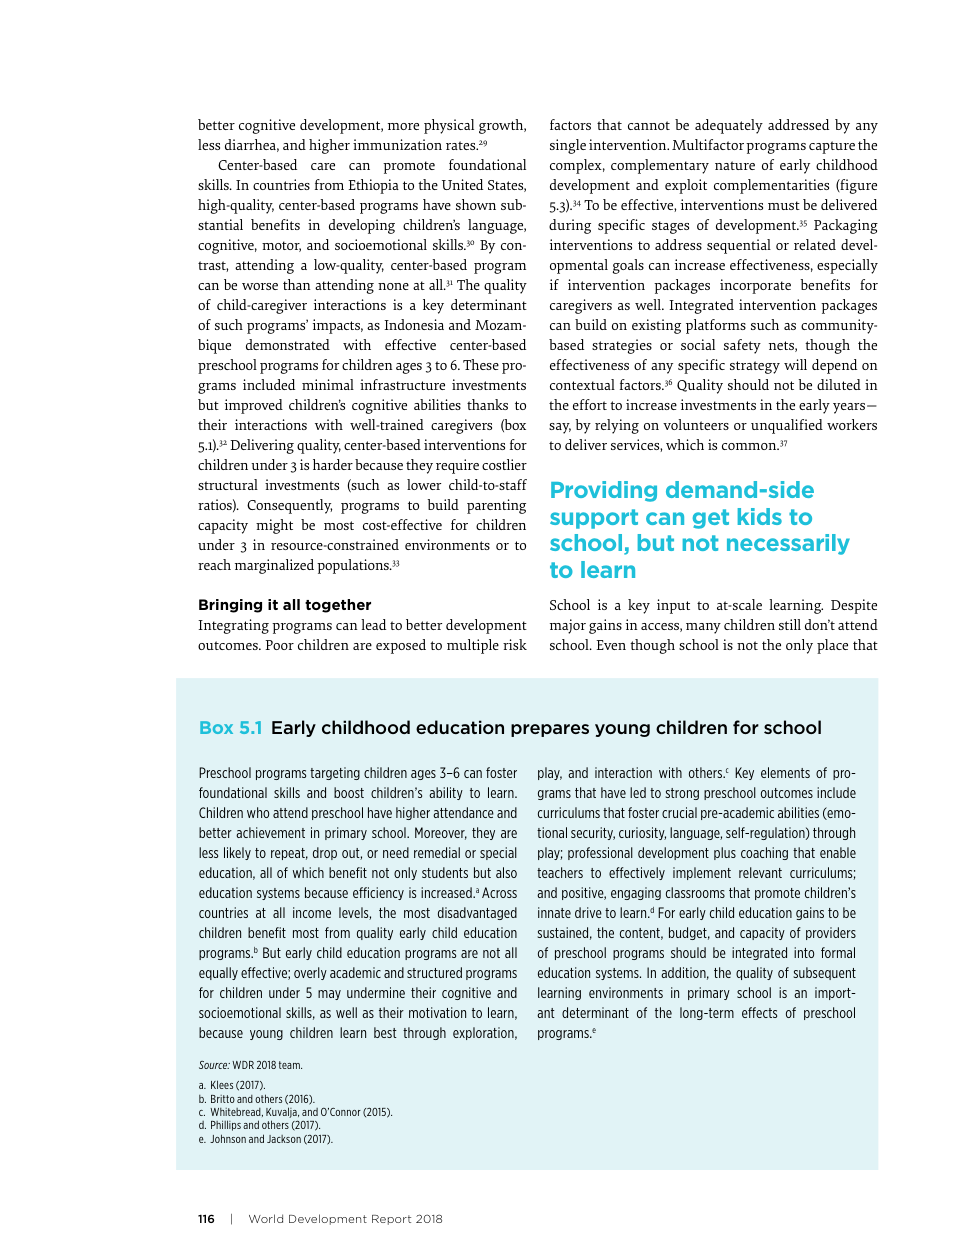 better cognitive development, more physical growth,
less diarrhea, and higher immunization rates.29
Center-based care can promote foundational
skills. In countries from Ethiopia to the United States,
high-quality, center-based programs have shown sub-
stantial benefits in developing children’s language,
cognitive, motor, and socioemotional skills.30 By con-
trast, attending a low-quality, center-based program
can be worse than attending none at all.31 The quality
of child-caregiver interactions is a key determinant
of such programs’ impacts, as Indonesia and Mozam-
bique demonstrated with effective center-based
preschool programs for children ages 3 to 6. These pro-
grams included minimal infrastructure investments
but improved children’s cognitive abilities thanks to
their interactions with well-trained caregivers (box
5.1).32 Delivering quality, center-based interventions for
children under 3 is harder because they require costlier
structural investments (such as lower child-to-staff
ratios). Consequently, programs to build parenting
capacity might be most cost-effective for children
under 3 in resource-constrained environments or to
reach marginalized populations.33
Bringing it all together
Integrating programs can lead to better development
outcomes. Poor children are exposed to multiple risk
factors that cannot be adequately addressed by any
single intervention. Multifactor programs capture the
complex, complementary nature of early childhood
development and exploit complementarities (figure
5.3).34 To be effective, interventions must be delivered
during specific stages of development.35 Packaging
interventions to address sequential or related devel-
opmental goals can increase effectiveness, especially
if intervention packages incorporate benefits for
caregivers as well. Integrated intervention packages
can build on existing platforms such as community-
based strategies or social safety nets, though the
effectiveness of any specific strategy will depend on
contextual factors.36 Quality should not be diluted in
the effort to increase investments in the early years—
say, by relying on volunteers or unqualified workers
to deliver services, which is common.37
Providing demand-side
support can get kids to
school, but not necessarily
to learn
School is a key input to at-scale learning. Despite
major gains in access, many children still don’t attend
school. Even though school is not the only place that
Box 5.1 Early childhood education prepares young children for school
Preschool programs targeting children ages 3–6 can foster
foundational skills and boost children’s ability to learn.
Children who attend preschool have higher attendance and
better achievement in primary school. Moreover, they are
less likely to repeat, drop out, or need remedial or special
education, all of which benefit not only students but also
education systems because efficiency is increased.a Across
countries at all income levels, the most disadvantaged
children benefit most from quality early child education
programs.b But early child education programs are not all
equally effective; overly academic and structured programs
for children under 5 may undermine their cognitive and
socioemotional skills, as well as their motivation to learn,
because young children learn best through exploration,
play, and interaction with others.c Key elements of pro-
grams that have led to strong preschool outcomes include
curriculums that foster crucial pre-academic abilities (emo-
tional security, curiosity, language, self-regulation) through
play; professional development plus coaching that enable
teachers to effectively implement relevant curriculums;
and positive, engaging classrooms that promote children’s
innate drive to learn.d For early child education gains to be
sustained, the content, budget, and capacity of providers
of preschool programs should be integrated into formal
education systems. In addition, the quality of subsequent
learning environments in primary school is an import-
ant determinant of the long-term effects of preschool
programs.e
Source: WDR 2018 team.
a. Klees (2017).
b. Britto and others (2016).
c. Whitebread, Kuvalja, and O’Connor (2015).
d. Phillips and others (2017).
e. Johnson and Jackson (2017).
116 | World Development Report 2018